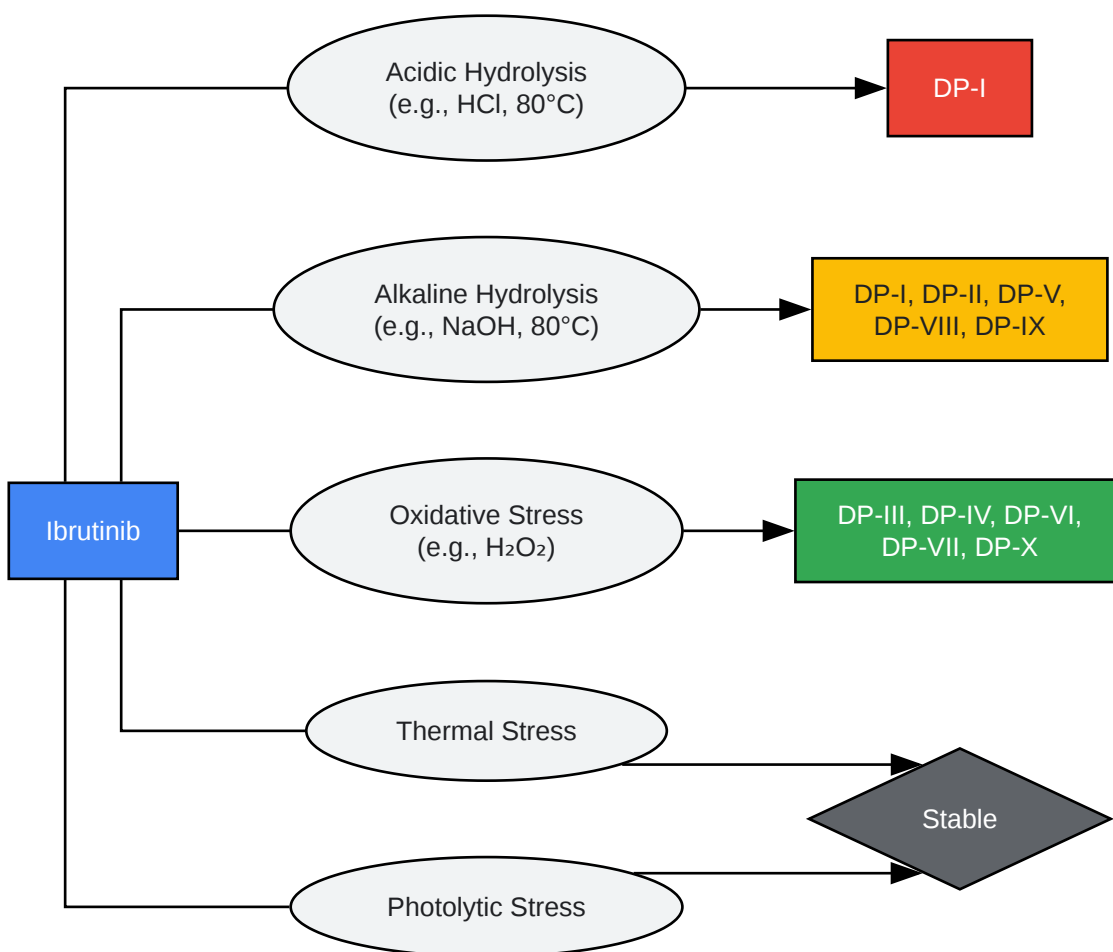 Acidic Hydrolysis
(e.g., HCl, 80°C)
DP-I
Alkaline Hydrolysis
(e.g., NaOH, 80°C)
DP-I, DP-II, DP-V,
DP-VIII, DP-IX
Ibrutinib
Oxidative Stress
(e.g., H₂O₂)
DP-III, DP-IV, DP-VI,
DP-VII, DP-X
Thermal Stress
Stable
Photolytic Stress